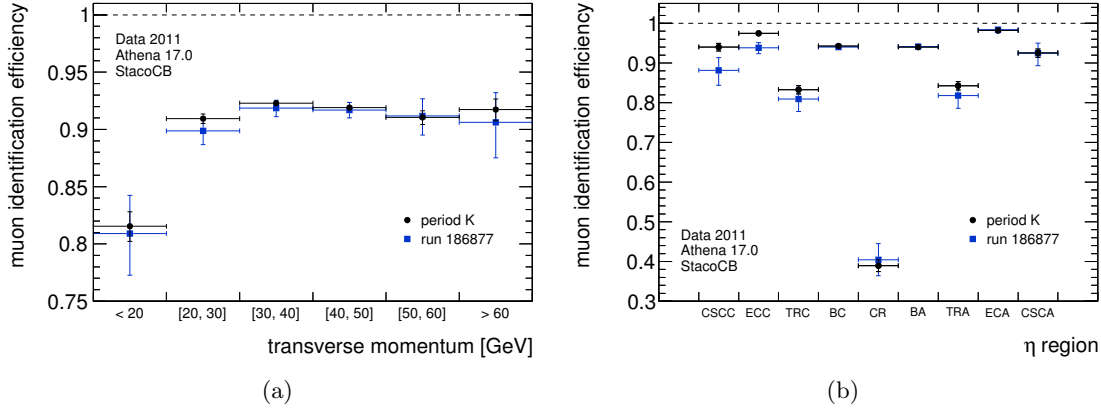 muon identification efficiency
1
0.95
0.9
0.85
0.8
0.75
Data 2011
Athena 17.0
StacoCB
period K
run 186877
< 20 [20, 30] [30, 40] [40, 50] [50, 60] > 60
transverse momentum [GeV]
(a)
muon identification efficiency
1
0.9
0.8
0.7
0.6
0.5
0.4
0.3
period K
run 186877
Data 2011
Athena 17.0
StacoCB
CSCC ECC TRC BC CR BA TRA ECA CSCA
η region
(b)